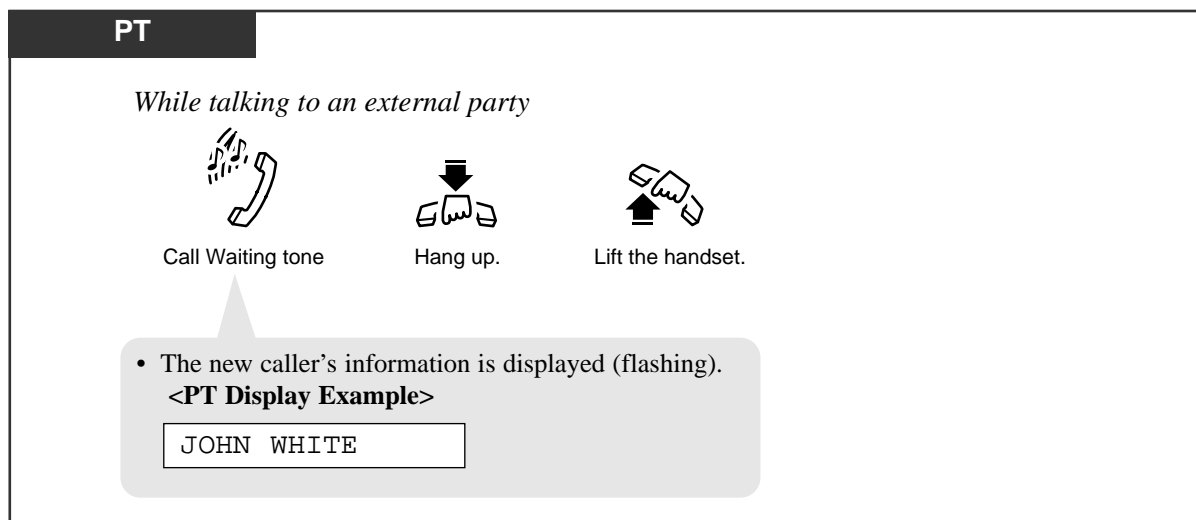 PT
While talking to an external party
Call Waiting tone
Hang up.
Lift the handset.
• The new caller's information is displayed (flashing).
<PT Display Example>
JOHN WHITE